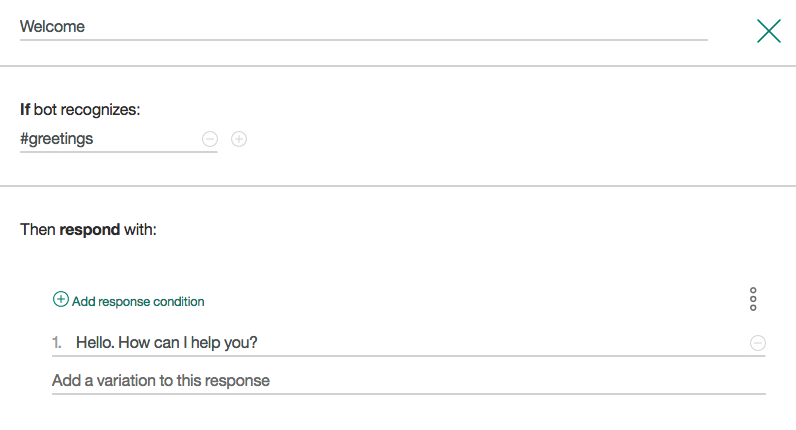 Welcome
If bot recognizes:
#greetings
Then respond with:
Add response condition
1. Hello. How can I help you?
Add a variation to this response